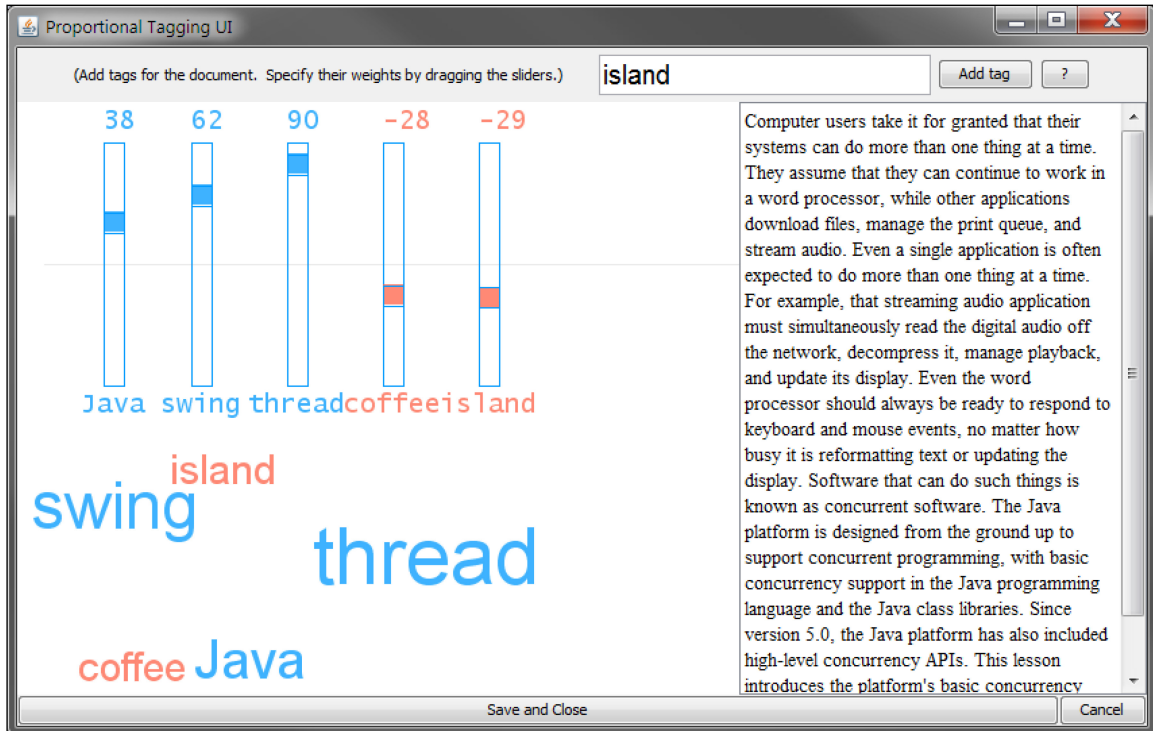 Proportional Tagging UI
(Add tags for the document. Specify their weights by dragging the sliders.)
island
Add tag
?
38 62 90 -28 -29
Java swing thread coffee island
island
swing
thread
coffee Java
Computer users take it for granted that their
systems can do more than one thing at a time.
They assume that they can continue to work in
a word processor, while other applications
download files, manage the print queue, and
stream audio. Even a single application is often
expected to do more than one thing at a time.
For example, that streaming audio application
must simultaneously read the digital audio off
the network, decompress it, manage playback,
and update its display. Even the word
processor should always be ready to respond to
keyboard and mouse events, no matter how
busy it is reformatting text or updating the
display. Software that can do such things is
known as concurrent software. The Java
platform is designed from the ground up to
support concurrent programming, with basic
concurrency support in the Java programming
language and the Java class libraries. Since
version 5.0, the Java platform has also included
high-level concurrency APIs. This lesson
introduces the platform's basic concurrency
Save and Close
Cancel